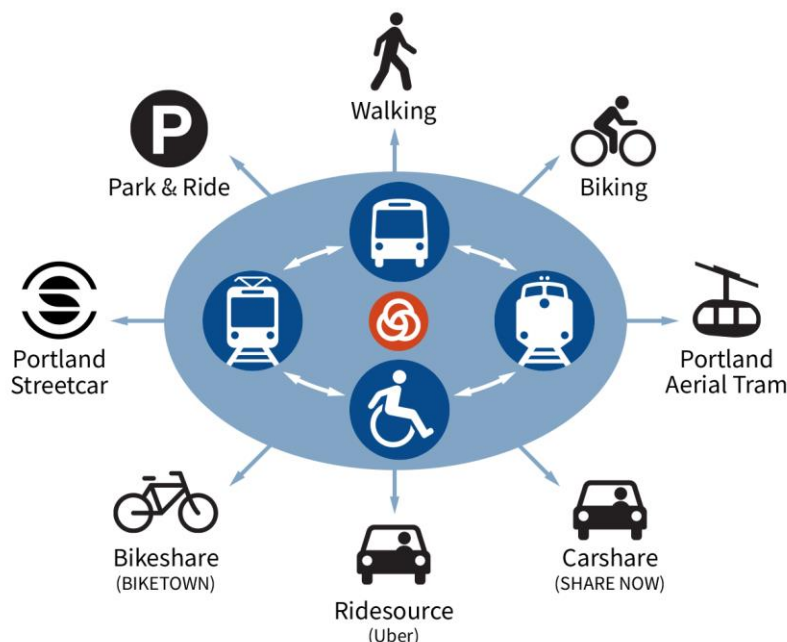 Walking
P
Park & Ride
Biking
S
Portland
Streetcar
Portland
Aerial Tram
Bikeshare
(BIKETOWN)
Ridesource
(Uber)
Carshare
(SHARE NOW)